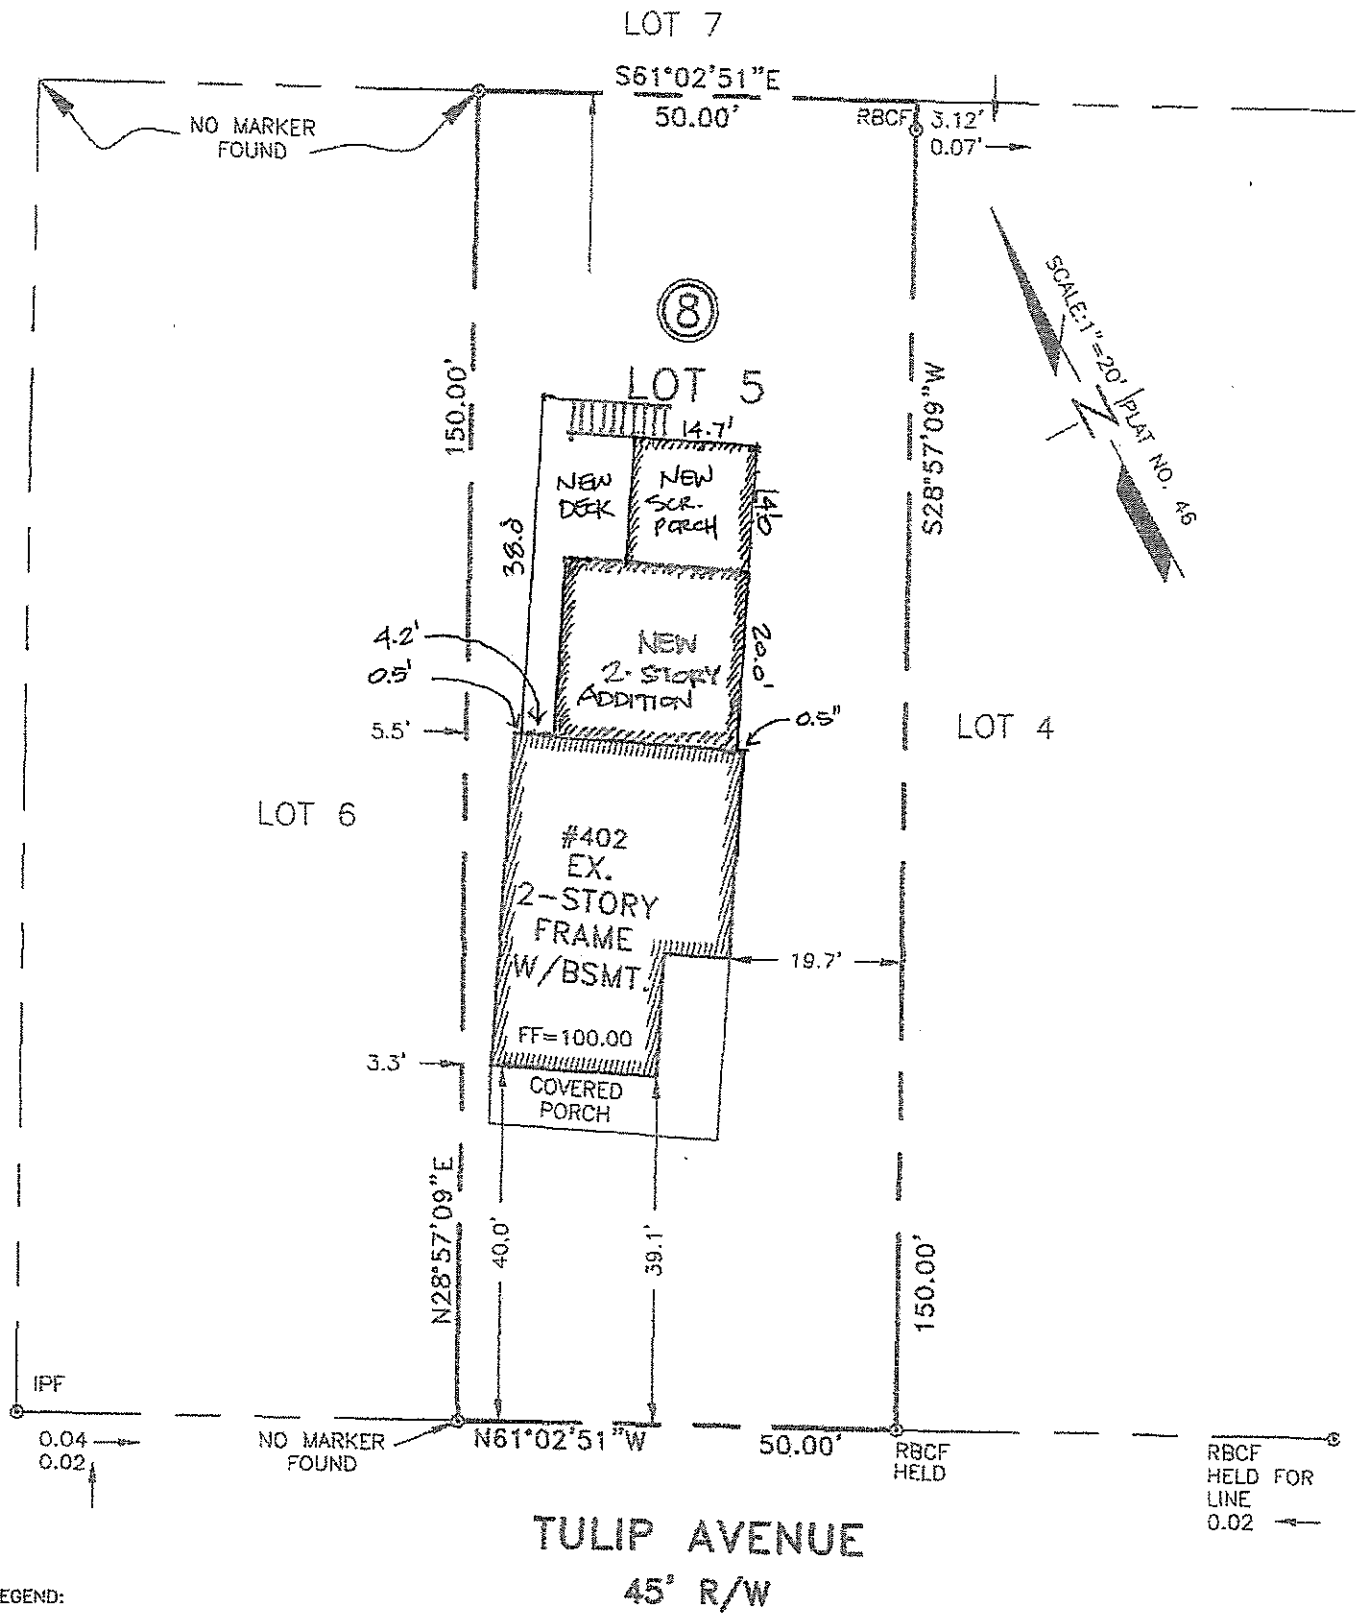 LOT 7
S61°02'51"E
50.00'
NO MARKER
FOUND
RBCF
3.12'
0.07'
SCALE:1"=20'
PLAT NO. 46
N
8
LOT 5
150.00'
S28°57'09"W
14.7'
NEW
DECK
NEW
SCR.
PORCH
14.0
38.0
4.2'
0.5'
5.5'
NEW
2-STORY
ADDITION
20.0'
0.5"
LOT 4
LOT 6
#402
EX.
2-STORY
FRAME
W/BSMT.
19.7'
FF=100.00
3.3'
COVERED
PORCH
N28°57'09"E
40.0'
39.1'
150.00'
IPF
0.04
0.02
NO MARKER
FOUND
N61°02'51"W
50.00'
RBCF
HELD
RBCF
HELD FOR
LINE
0.02
TULIP AVENUE
45' R/W
EGEND: